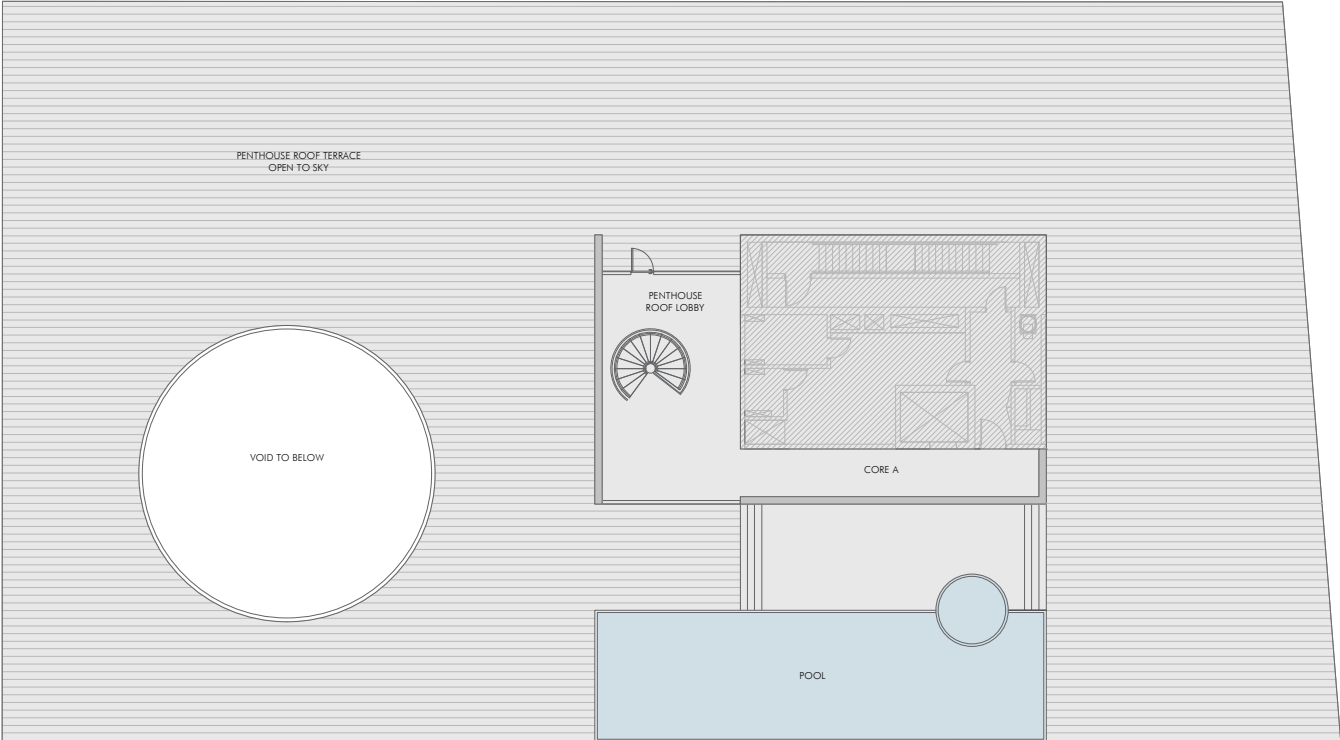 PENTHOUSE ROOF TERRACE
OPEN TO SKY
PENTHOUSE
ROOF LOBBY
VOID TO BELOW
CORE A
POOL